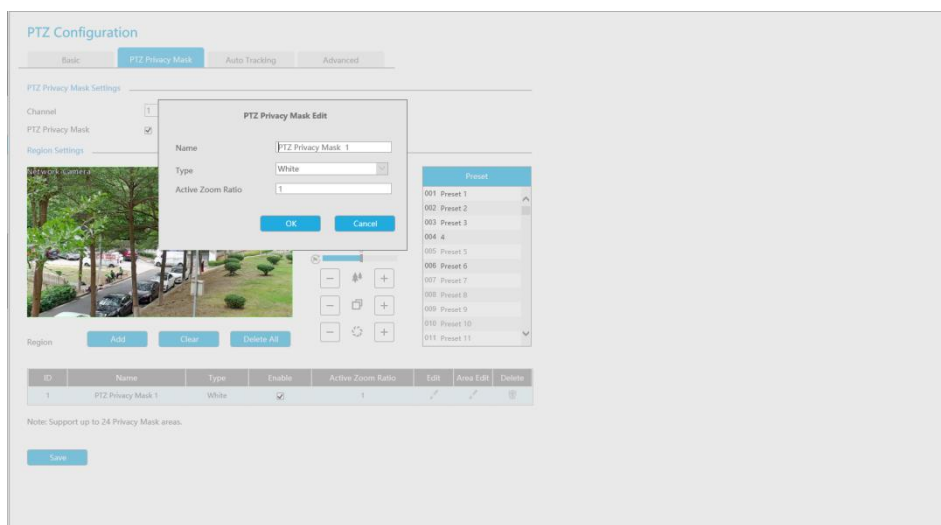 PTZ Configuration
Basic PTZ Privacy Mask Auto Tracking Advanced
PTZ Privacy Mask Settings
Channel 1
PTZ Privacy Mask
Region Settings
PTZ Privacy Mask Edit
Name PTZ Privacy Mask 1
Type White
Active Zoom Ratio 1
OK Cancel
Network Camera
Preset
001 Preset 1
002 Preset 2
003 Preset 3
004 4
005 Preset 5
006 Preset 6
007 Preset 7
008 Preset 8
009 Preset 9
010 Preset 10
011 Preset 11
Region Add Clear Delete All
ID Name Type Enable Active Zoom Ratio Edit Area Edit Delete
1 PTZ Privacy Mask 1 White 1
Note: Support up to 24 Privacy Mask areas.
Save